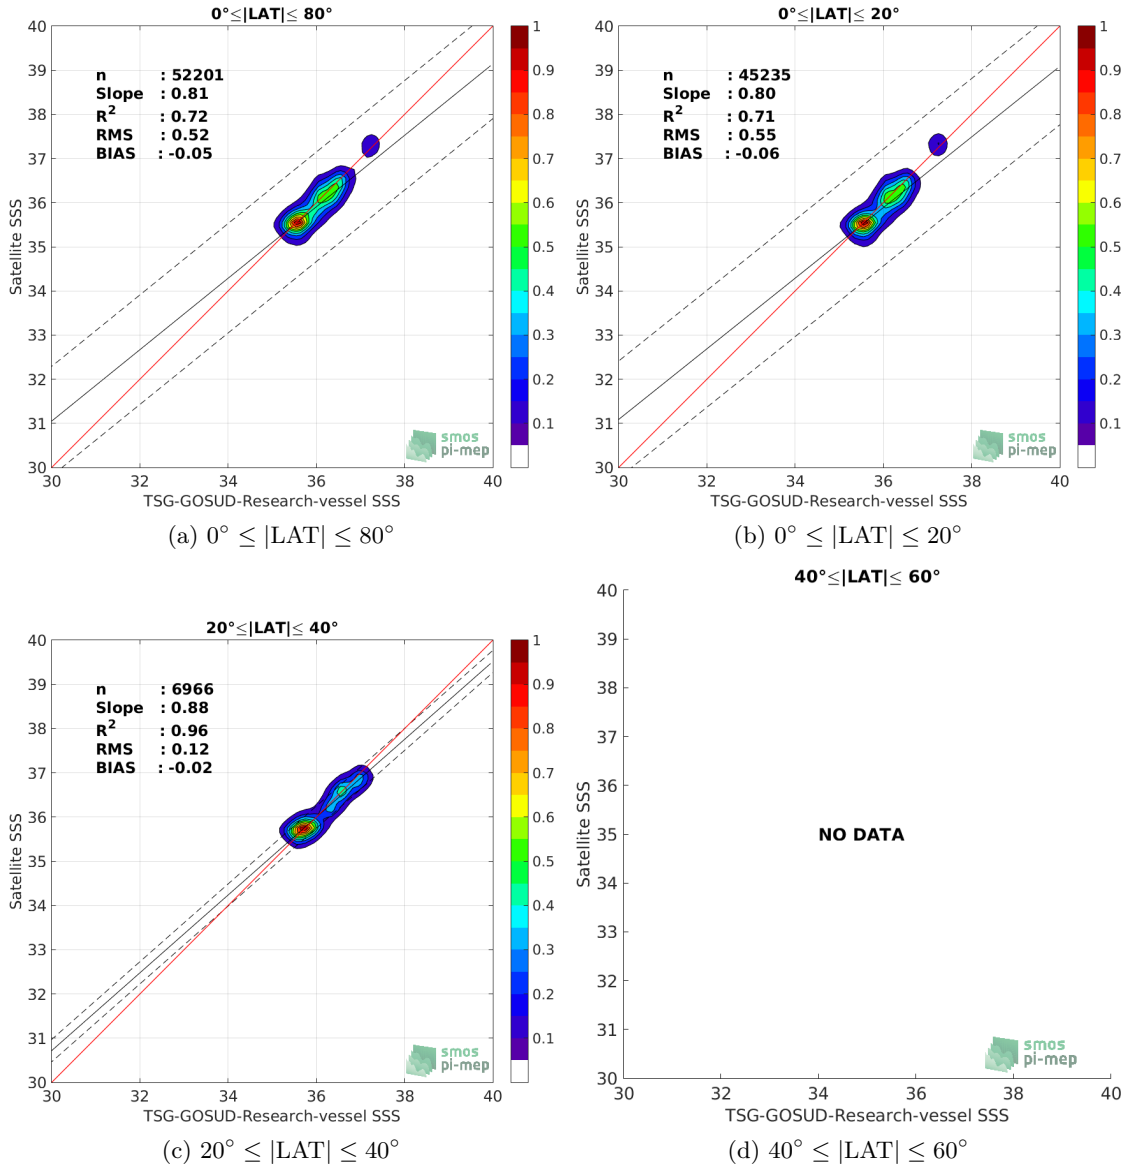 0°≤|LAT|≤ 80°
n : 52201
Slope : 0.81
R² : 0.72
RMS : 0.52
BIAS : -0.05
40
39
38
37
36
35
34
33
32
31
30
30 32 34 36 38 40
Satellite SSS
TSG-GOSUD-Research-vessel SSS
1
0.9
0.8
0.7
0.6
0.5
0.4
0.3
0.2
0.1
smos
pi-mep
(a) 0° ≤ |LAT| ≤ 80°
0°≤|LAT|≤ 20°
n : 45235
Slope : 0.80
R² : 0.71
RMS : 0.55
BIAS : -0.06
40
39
38
37
36
35
34
33
32
31
30
30 32 34 36 38 40
Satellite SSS
TSG-GOSUD-Research-vessel SSS
1
0.9
0.8
0.7
0.6
0.5
0.4
0.3
0.2
0.1
smos
pi-mep
(b) 0° ≤ |LAT| ≤ 20°
20°≤|LAT|≤ 40°
n : 6966
Slope : 0.88
R² : 0.96
RMS : 0.12
BIAS : -0.02
40
39
38
37
36
35
34
33
32
31
30
30 32 34 36 38 40
Satellite SSS
TSG-GOSUD-Research-vessel SSS
1
0.9
0.8
0.7
0.6
0.5
0.4
0.3
0.2
0.1
smos
pi-mep
(c) 20° ≤ |LAT| ≤ 40°
40°≤|LAT|≤ 60°
40
39
38
37
36
35
34
33
32
31
30
30 32 34 36 38 40
Satellite SSS
NO DATA
TSG-GOSUD-Research-vessel SSS
smos
pi-mep
(d) 40° ≤ |LAT| ≤ 60°